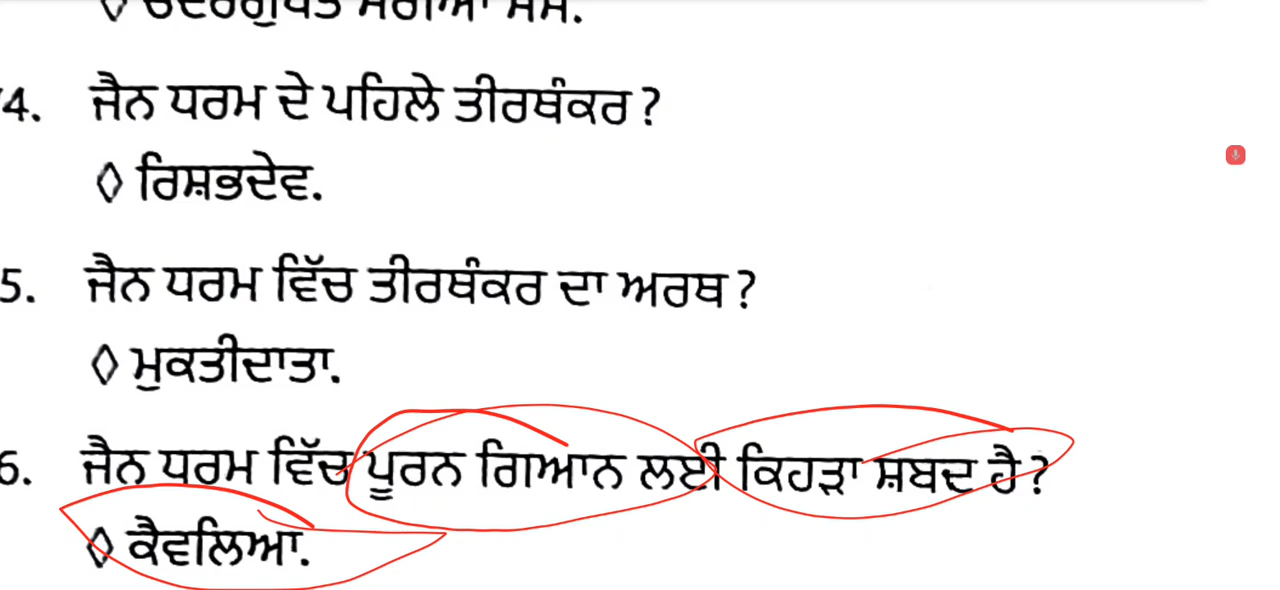 4. ਜੈਨ ਧਰਮ ਦੇ ਪਹਿਲੇ ਤੀਰਥੰਕਰ ?
◊ ਰਿਸ਼ਭਦੇਵ.
5. ਜੈਨ ਧਰਮ ਵਿੱਚ ਤੀਰਥੰਕਰ ਦਾ ਅਰਥ ?
◊ ਮੁਕਤੀਦਾਤਾ.
6. ਜੈਨ ਧਰਮ ਵਿੱਚ ਪੂਰਨ ਗਿਆਨ ਲਈ ਕਿਹੜਾ ਸ਼ਬਦ ਹੈ ?
◊ ਕੈਵਲਿਆ.